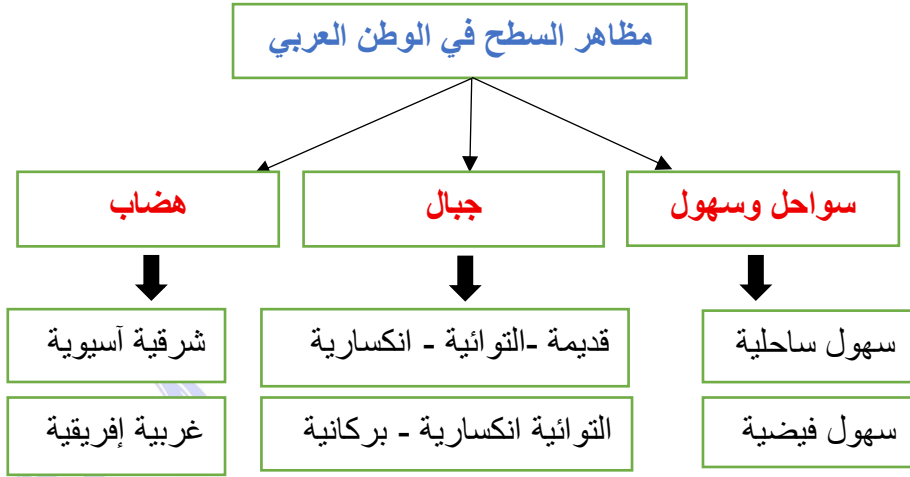 مظاهر السطح في الوطن العربي
سواحل وسهول
جبال
هضاب
سهول ساحلية
قديمة -التوائية - انكسارية
شرقية آسيوية
سهول فيضية
التوائية انكسارية - بركانية
غربية إفريقية